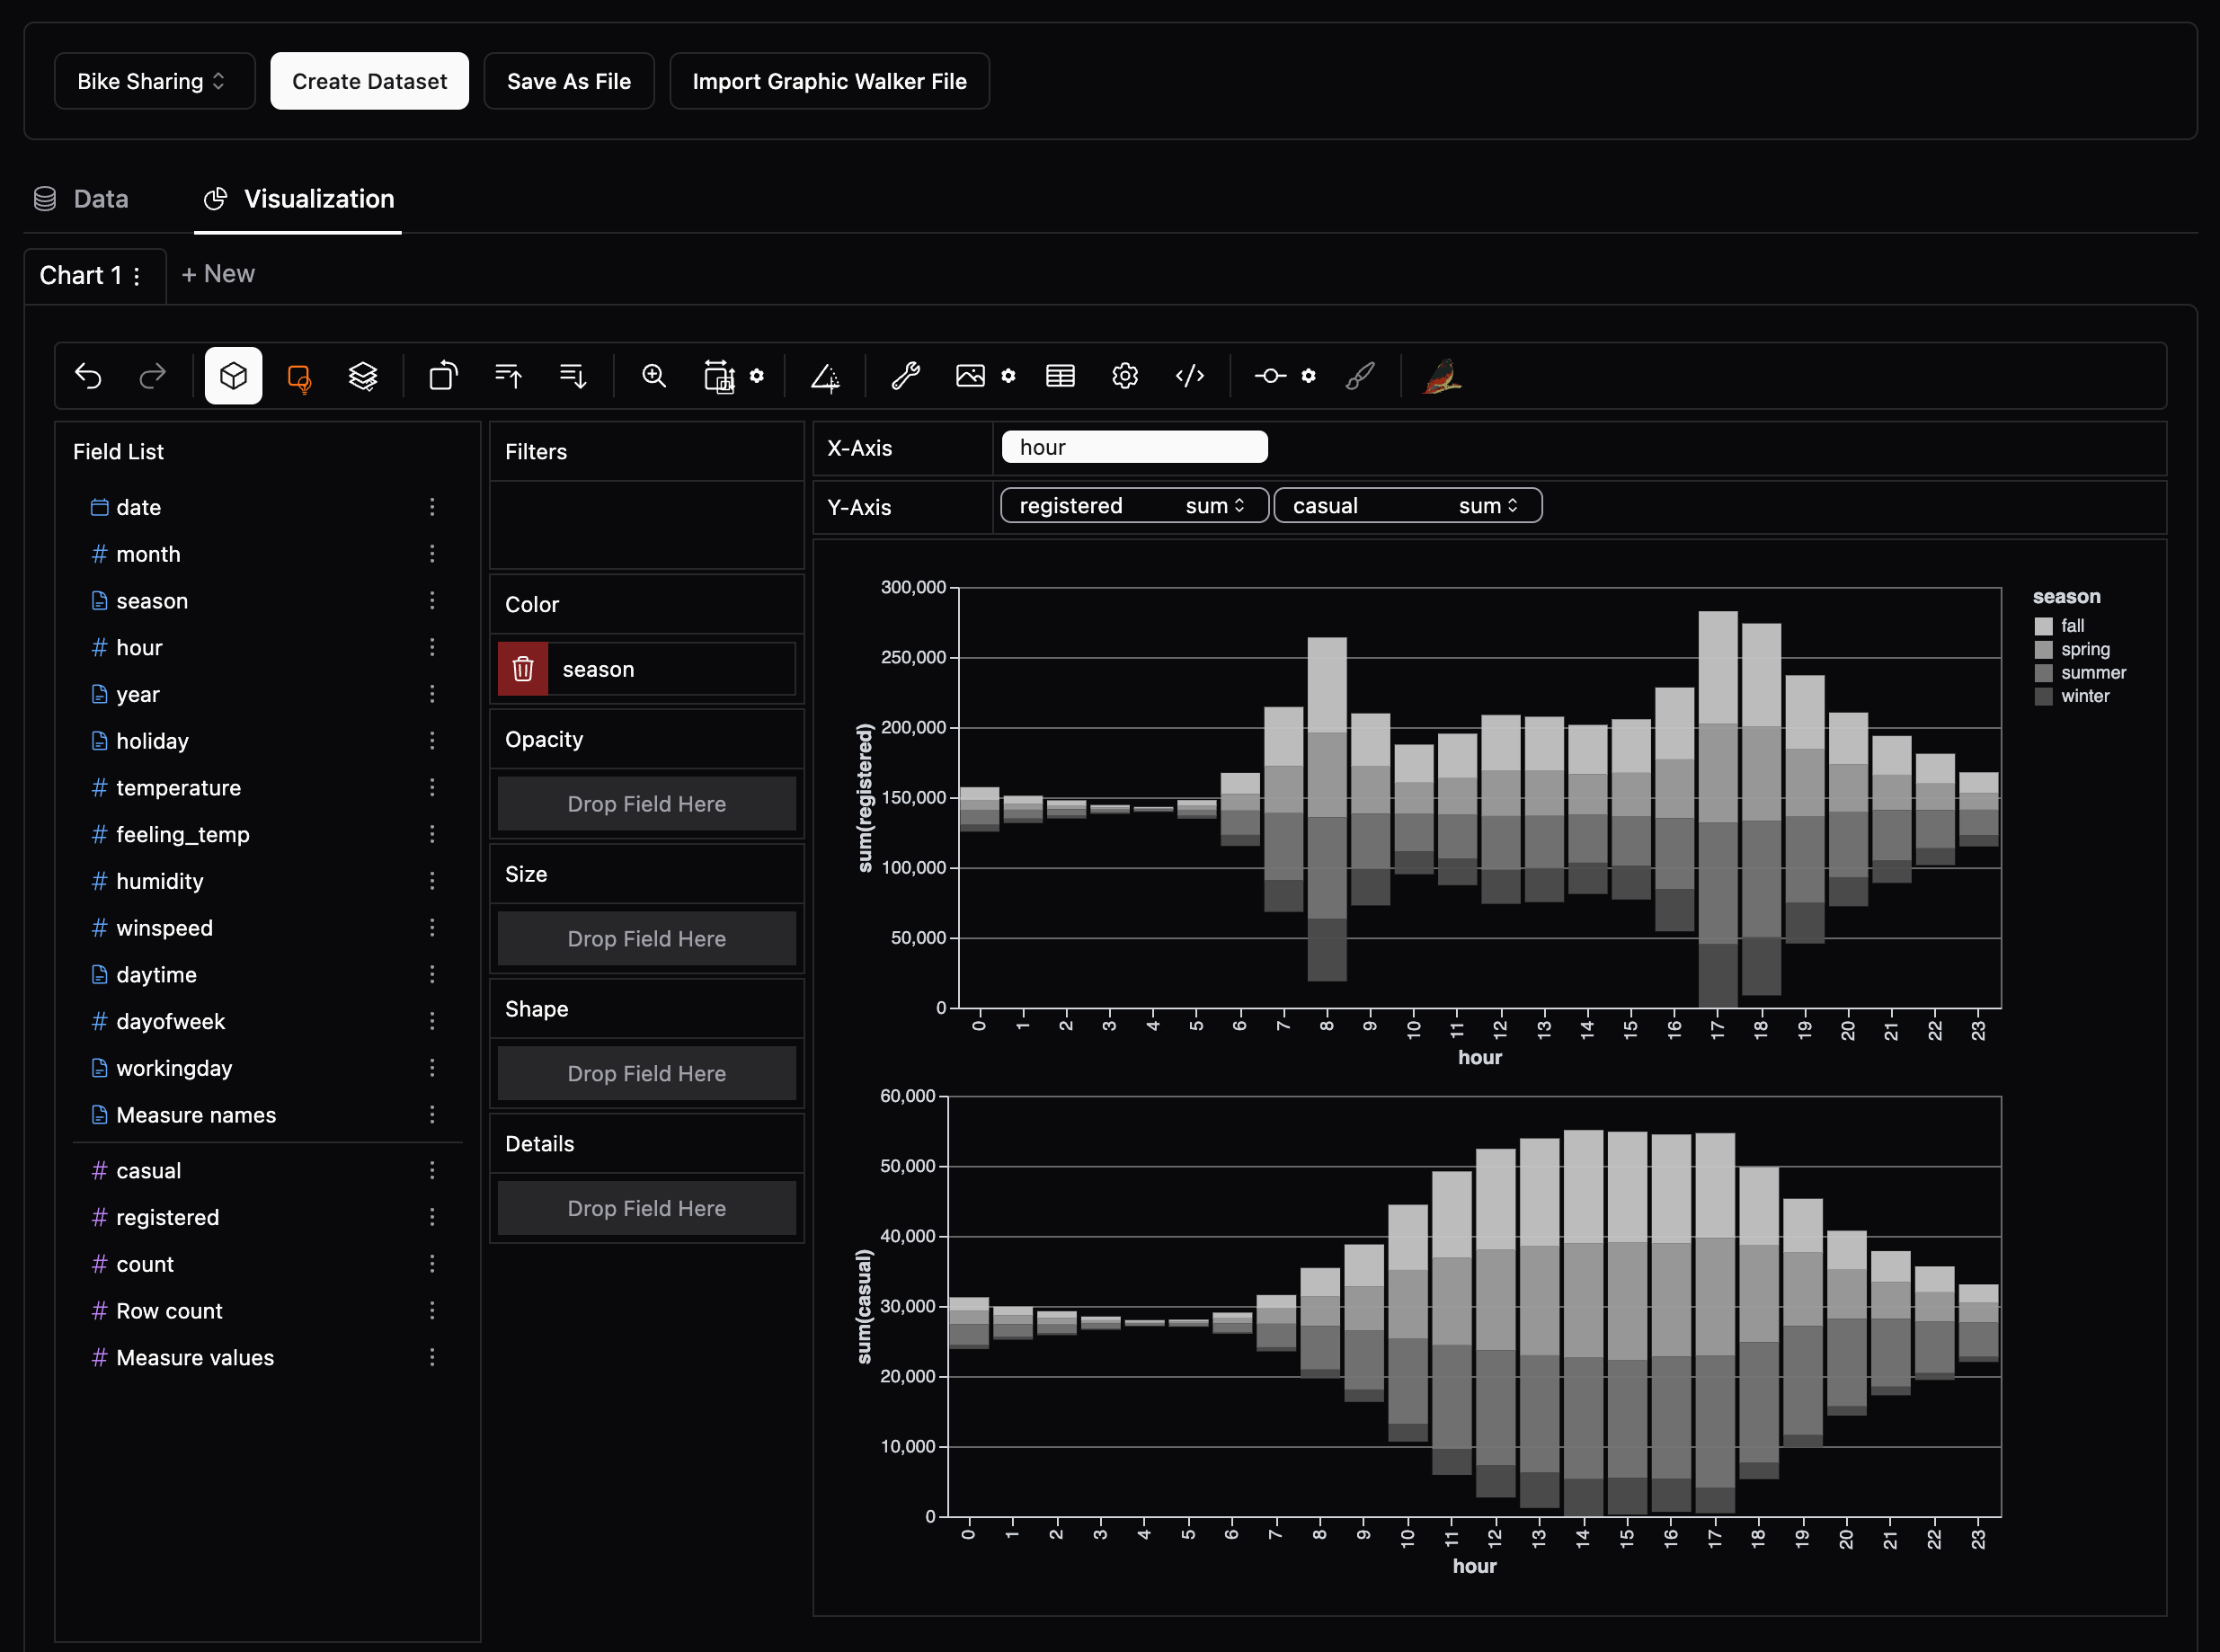 Bike Sharing
Create Dataset
Save As File
Import Graphic Walker File
Data
Visualization
Chart 1
+ New
Field List
date
month
season
hour
year
holiday
temperature
feeling_temp
humidity
winspeed
daytime
dayofweek
workingday
Measure names
casual
registered
count
Row count
Measure values
Filters
Color
season
Opacity
Drop Field Here
Size
Drop Field Here
Shape
Drop Field Here
Details
Drop Field Here
X-Axis
hour
Y-Axis
registered sum
casual sum
300,000
250,000
200,000
150,000
100,000
50,000
0
sum(registered)
0 1 2 3 4 5 6 7 8 9 10 11 12 13 14 15 16 17 18 19 20 21 22 23
hour
season
fall
spring
summer
winter
60,000
50,000
40,000
30,000
20,000
10,000
0
sum(casual)
0 1 2 3 4 5 6 7 8 9 10 11 12 13 14 15 16 17 18 19 20 21 22 23
hour